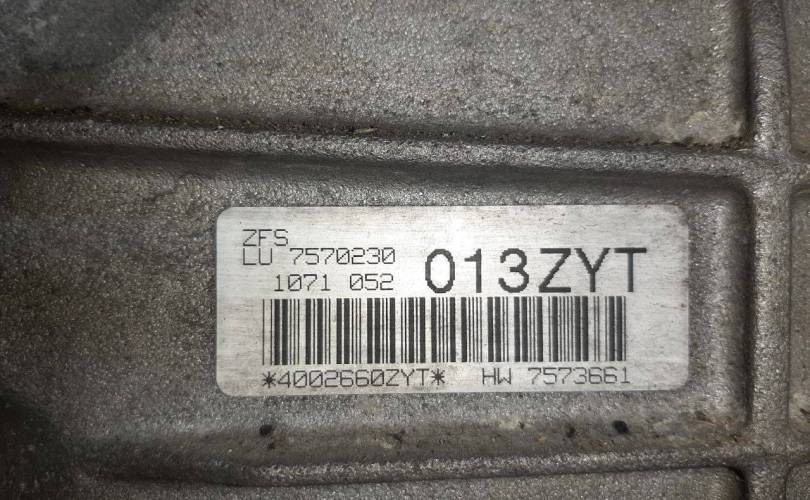 ZFS
LU 7570230
1071 052
013ZYT
*4002660ZYT* HW 7573661